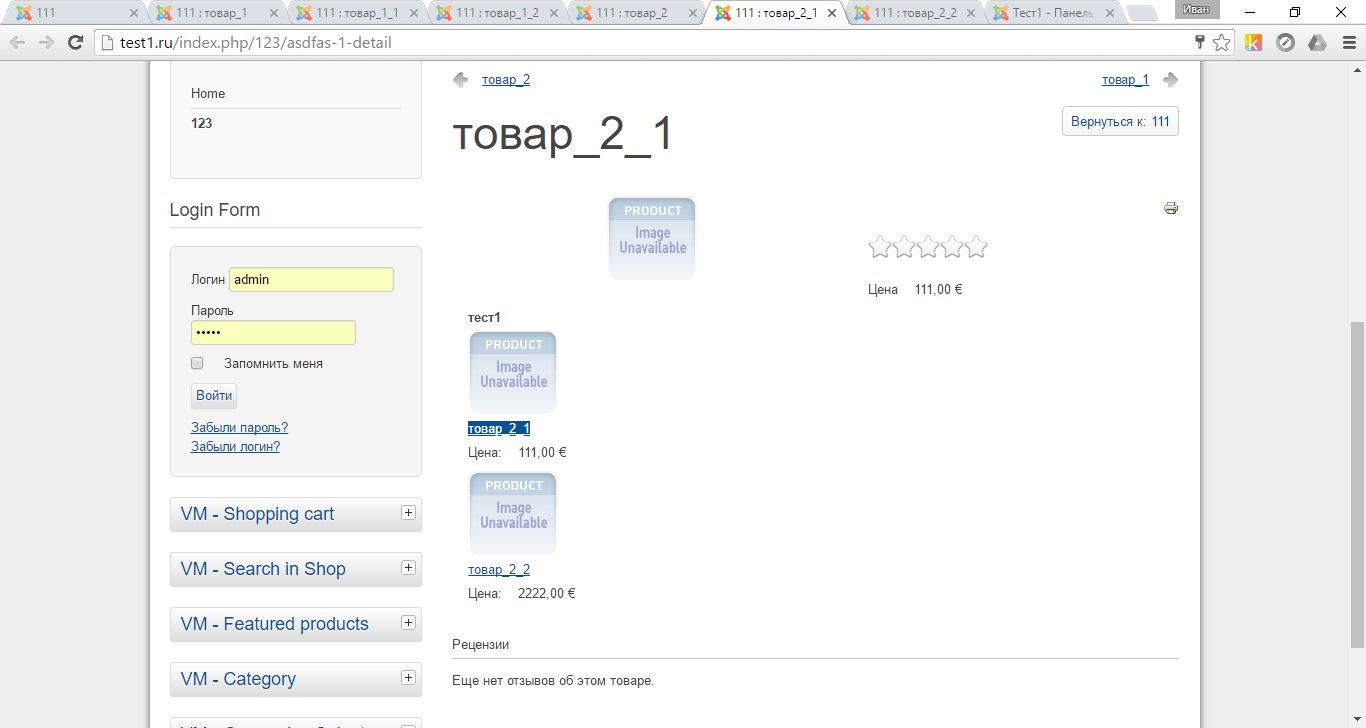 111
111 : товар_1
111 : товар_1_1
111 : товар_1_2
111 : товар_2
111 : товар_2_1
111 : товар_2_2
Тест1 - Панель
Иван
test1.ru/index.php/123/asdfas-1-detail
Home
123
Login Form
Логин admin
Пароль
•••••
Запомнить меня
Войти
Забыли пароль?
Забыли логин?
VM - Shopping cart
VM - Search in Shop
VM - Featured products
VM - Category
товар_2
товар_1
Вернуться к: 111
товар_2_1
PRODUCT
Image
Unavailable
Цена 111,00 €
тест1
PRODUCT
Image
Unavailable
товар_2_1
Цена: 111,00 €
PRODUCT
Image
Unavailable
товар_2_2
Цена: 2222,00 €
Рецензии
Еще нет отзывов об этом товаре.